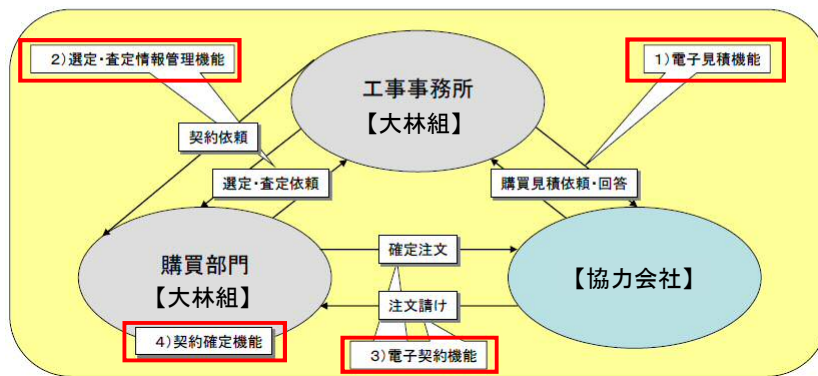 2)選定・査定情報管理機能
1)電子見積機能
工事事務所
【大林組】
契約依頼
選定・査定依頼
購買見積依頼・回答
購買部門
【大林組】
確定注文
【協力会社】
注文請け
4)契約確定機能
3)電子契約機能